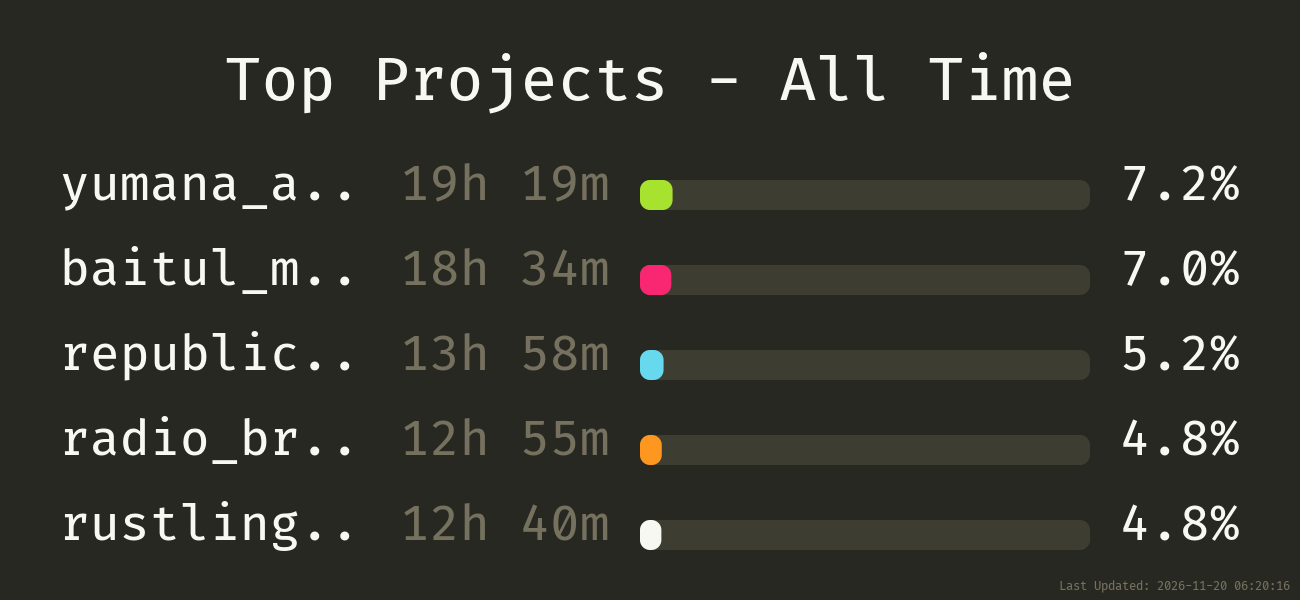 Top Projects - All Time
yumana_a.. 19h 19m 7.2%
baitul_m.. 18h 34m 7.0%
republic.. 13h 58m 5.2%
radio_br.. 12h 55m 4.8%
rustling.. 12h 40m 4.8%
Last Updated: 2026-11-20 06:20:16